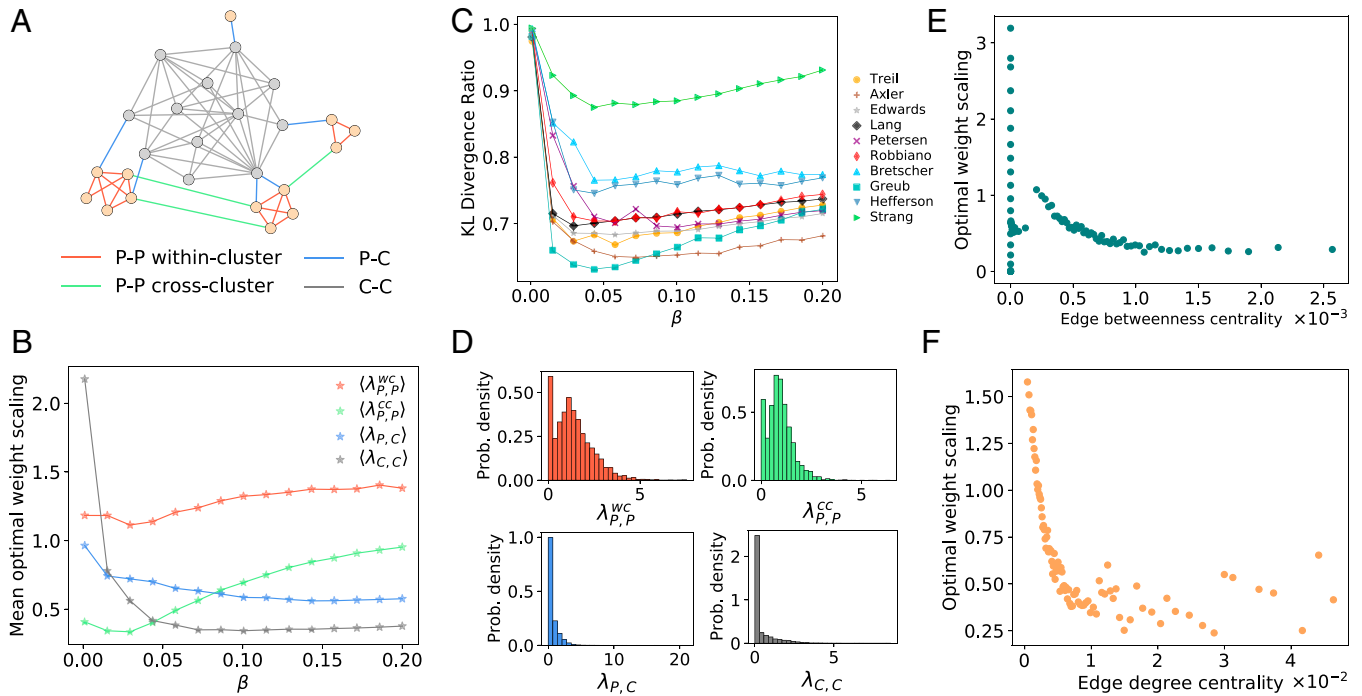 A
P-P within-cluster
P-C
P-P cross-cluster
C-C
B
Mean optimal weight scaling
2.0
1.5
1.0
0.5
⟨λ_{P,P}^{wc}⟩
⟨λ_{P,P}^{cc}⟩
⟨λ_{P,C}⟩
⟨λ_{C,C}⟩
0.00 0.05 0.10 0.15 0.20
β
C
KL Divergence Ratio
1.0
0.9
0.8
0.7
0.00 0.05 0.10 0.15 0.20
β
Treil
Axler
Edwards
Lang
Petersen
Robbiano
Bretscher
Greub
Hefferson
Strang
D
Prob. density
0.50
0.25
0.00
0 5
λ_{P,P}^{wc}
Prob. density
0.5
0.0
0 5
λ_{P,P}^{cc}
Prob. density
1.0
0.5
0.0
0 10 20
λ_{P,C}
Prob. density
2
1
0
0 5
λ_{C,C}
E
Optimal weight scaling
3
2
1
0
0.0 0.5 1.0 1.5 2.0 2.5
Edge betweenness centrality ×10⁻³
F
Optimal weight scaling
1.50
1.25
1.00
0.75
0.50
0.25
0 1 2 3 4
Edge degree centrality ×10⁻²